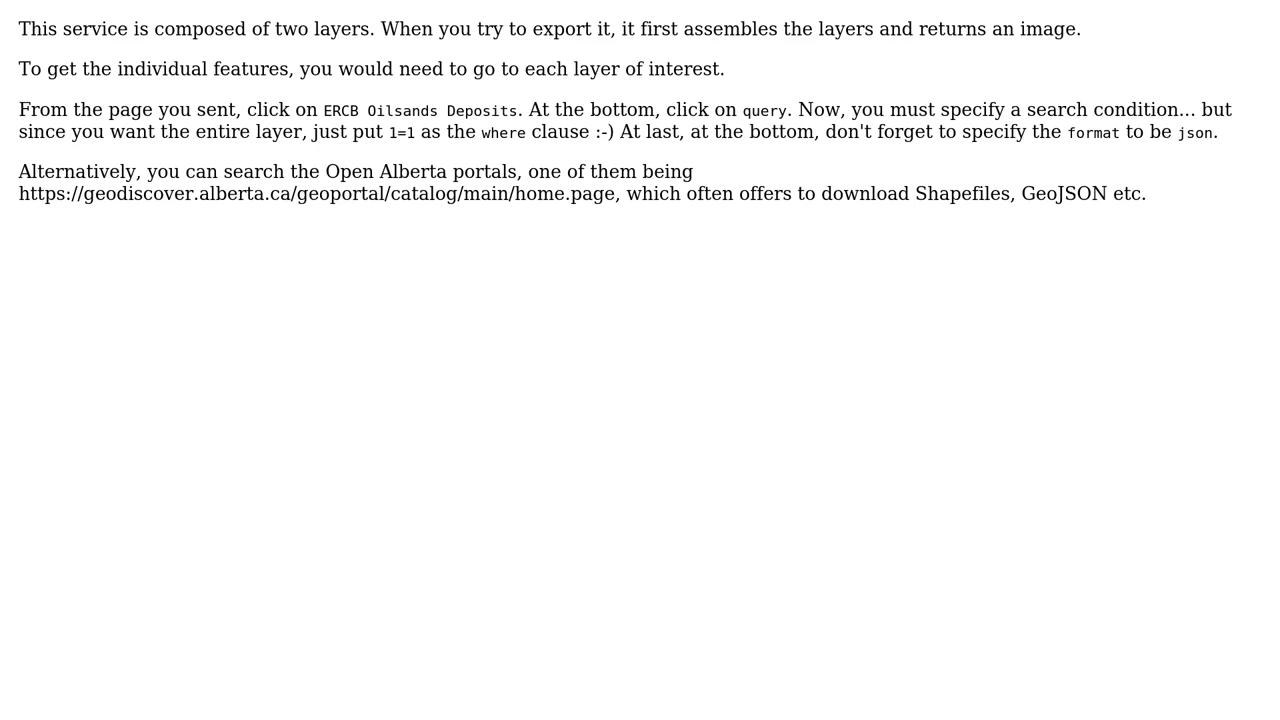 This service is composed of two layers. When you try to export it, it first assembles the layers and returns an image.
To get the individual features, you would need to go to each layer of interest.
From the page you sent, click on ERCB Oilsands Deposits. At the bottom, click on query. Now, you must specify a search condition... but
since you want the entire layer, just put 1=1 as the where clause :-) At last, at the bottom, don't forget to specify the format to be json.
Alternatively, you can search the Open Alberta portals, one of them being
https://geodiscover.alberta.ca/geoportal/catalog/main/home.page, which often offers to download Shapefiles, GeoJSON etc.